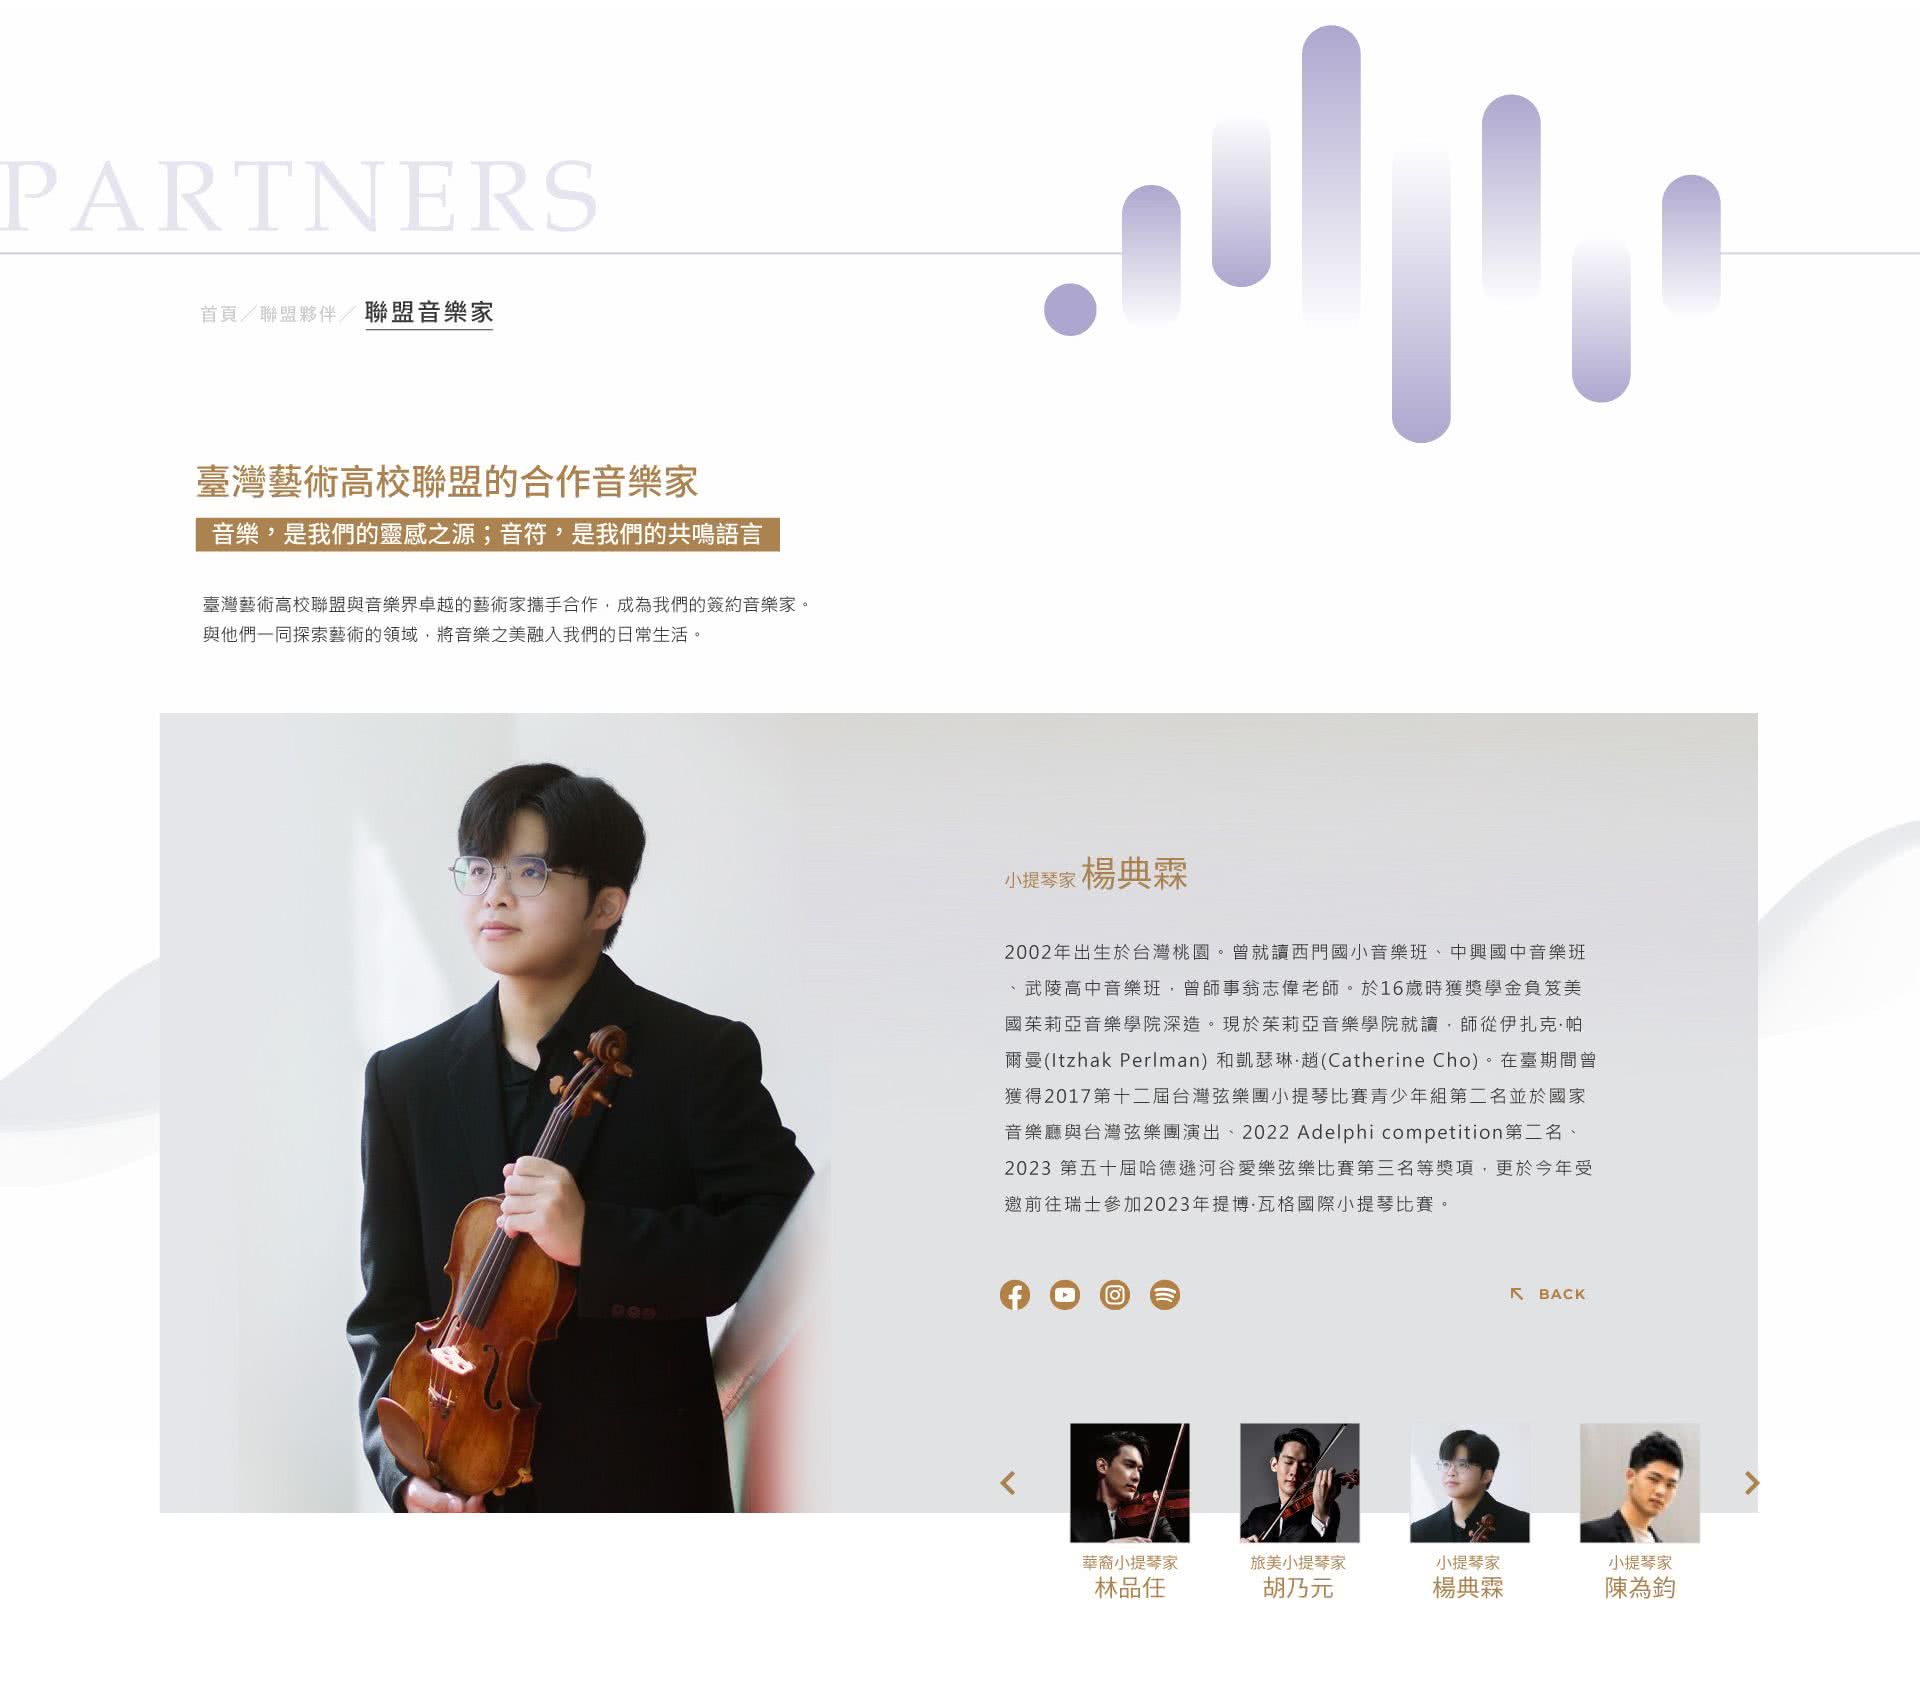 PARTNERS
首頁／聯盟夥伴／ 聯盟音樂家
臺灣藝術高校聯盟的合作音樂家
音樂，是我們的靈感之源；音符，是我們的共鳴語言
臺灣藝術高校聯盟與音樂界卓越的藝術家攜手合作，成為我們的簽約音樂家。
與他們一同探索藝術的領域，將音樂之美融入我們的日常生活。
小提琴家 楊典霖
2002年出生於台灣桃園。曾就讀西門國小音樂班、中興國中音樂班
、武陵高中音樂班，曾師事翁志偉老師。於16歲時獲獎學金負笈美
國茱莉亞音樂學院深造。現於茱莉亞音樂學院就讀，師從伊扎克·帕
爾曼(Itzhak Perlman) 和凱瑟琳·趙(Catherine Cho)。在臺期間曾
獲得2017第十二屆台灣弦樂團小提琴比賽青少年組第二名並於國家
音樂廳與台灣弦樂團演出、2022 Adelphi competition第二名、
2023 第五十屆哈德遜河谷愛樂弦樂比賽第三名等獎項，更於今年受
邀前往瑞士參加2023年提博·瓦格國際小提琴比賽。
BACK
華裔小提琴家
林品任
旅美小提琴家
胡乃元
小提琴家
楊典霖
小提琴家
陳為鈞